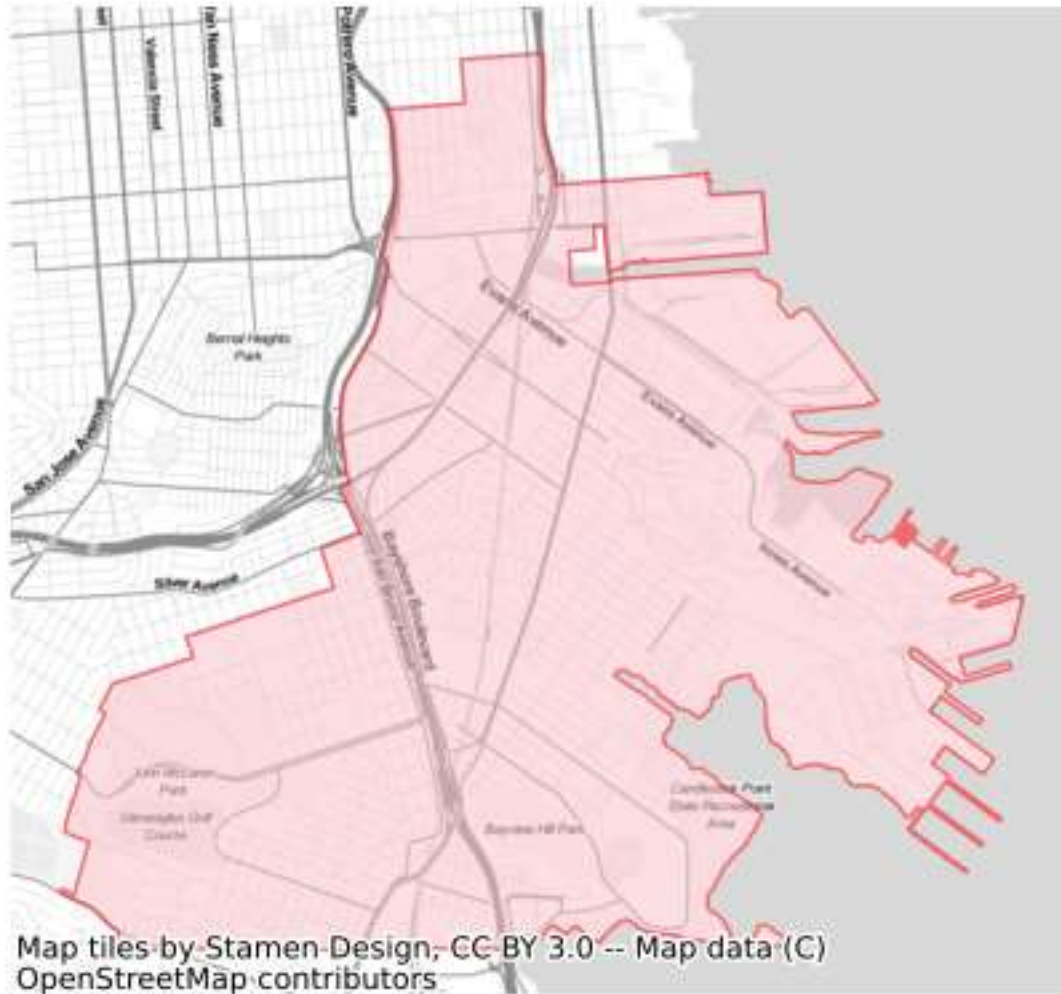 Van Ness Avenue
Potrero Avenue
Valencia Street
Evans Avenue
Bernal Heights
Park
Evans Avenue
San Jose Avenue
Silver Avenue
Bayshore Boulevard
Innes Avenue
John McLaren
Park
Gleneagles Golf
Course
Candlestick Point
State Recreation
Area
Bayview Hill Park
Map tiles by Stamen Design, CC BY 3.0 -- Map data (C)
OpenStreetMap contributors